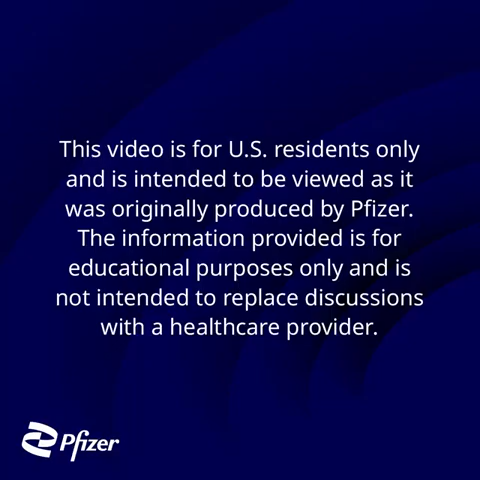 This video is for U.S. residents only
and is intended to be viewed as it
was originally produced by Pfizer.
The information provided is for
educational purposes only and is
not intended to replace discussions
with a healthcare provider.
Pfizer